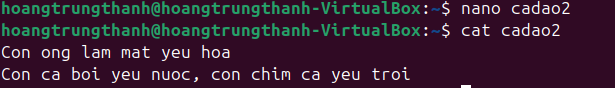 hoangtrungthanh@hoangtrungthanh-VirtualBox:~$ nano cadao2
hoangtrungthanh@hoangtrungthanh-VirtualBox:~$ cat cadao2
Con ong lam mat yeu hoa
Con ca boi yeu nuoc, con chim ca yeu troi